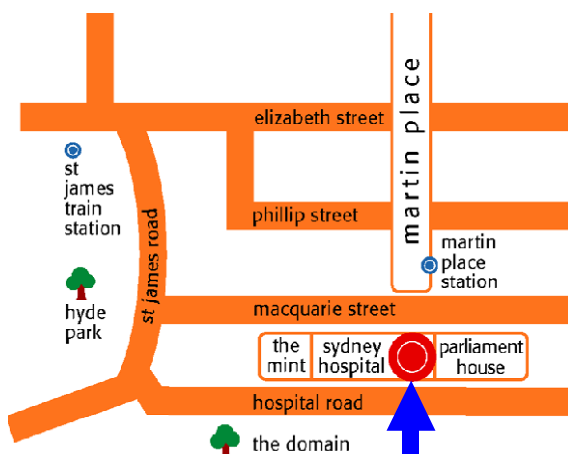 elizabeth street
martin place
st
james
train
station
st james road
phillip street
martin
place
station
hyde
park
macquarie street
the
mint
sydney
hospital
parliament
house
hospital road
the domain